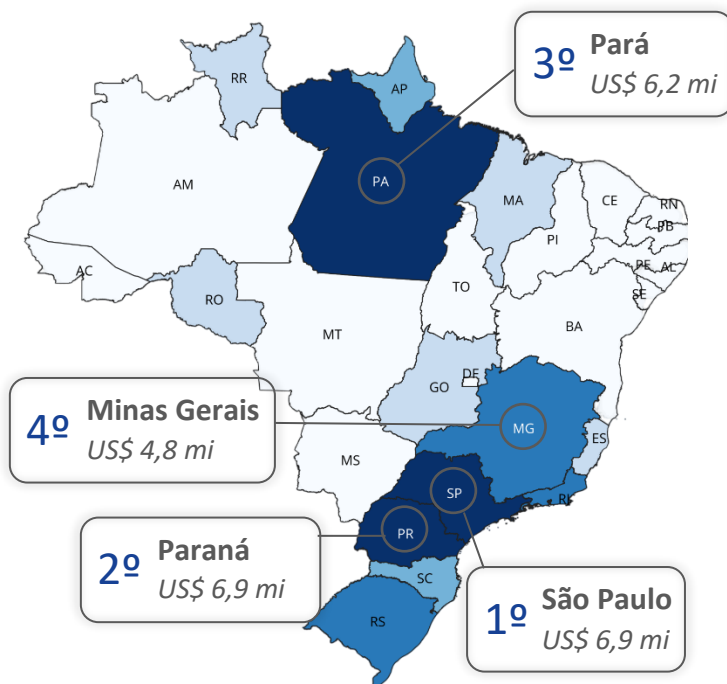 3º
Pará
US$ 6,2 mi
RR
AP
AM
PA
MA
CE
RN
PB
PI
PE
AL
SE
AC
TO
RO
BA
MT
DF
GO
4º
Minas Gerais
US$ 4,8 mi
MG
ES
MS
SP
RJ
PR
2º
Paraná
US$ 6,9 mi
SC
1º
São Paulo
US$ 6,9 mi
RS